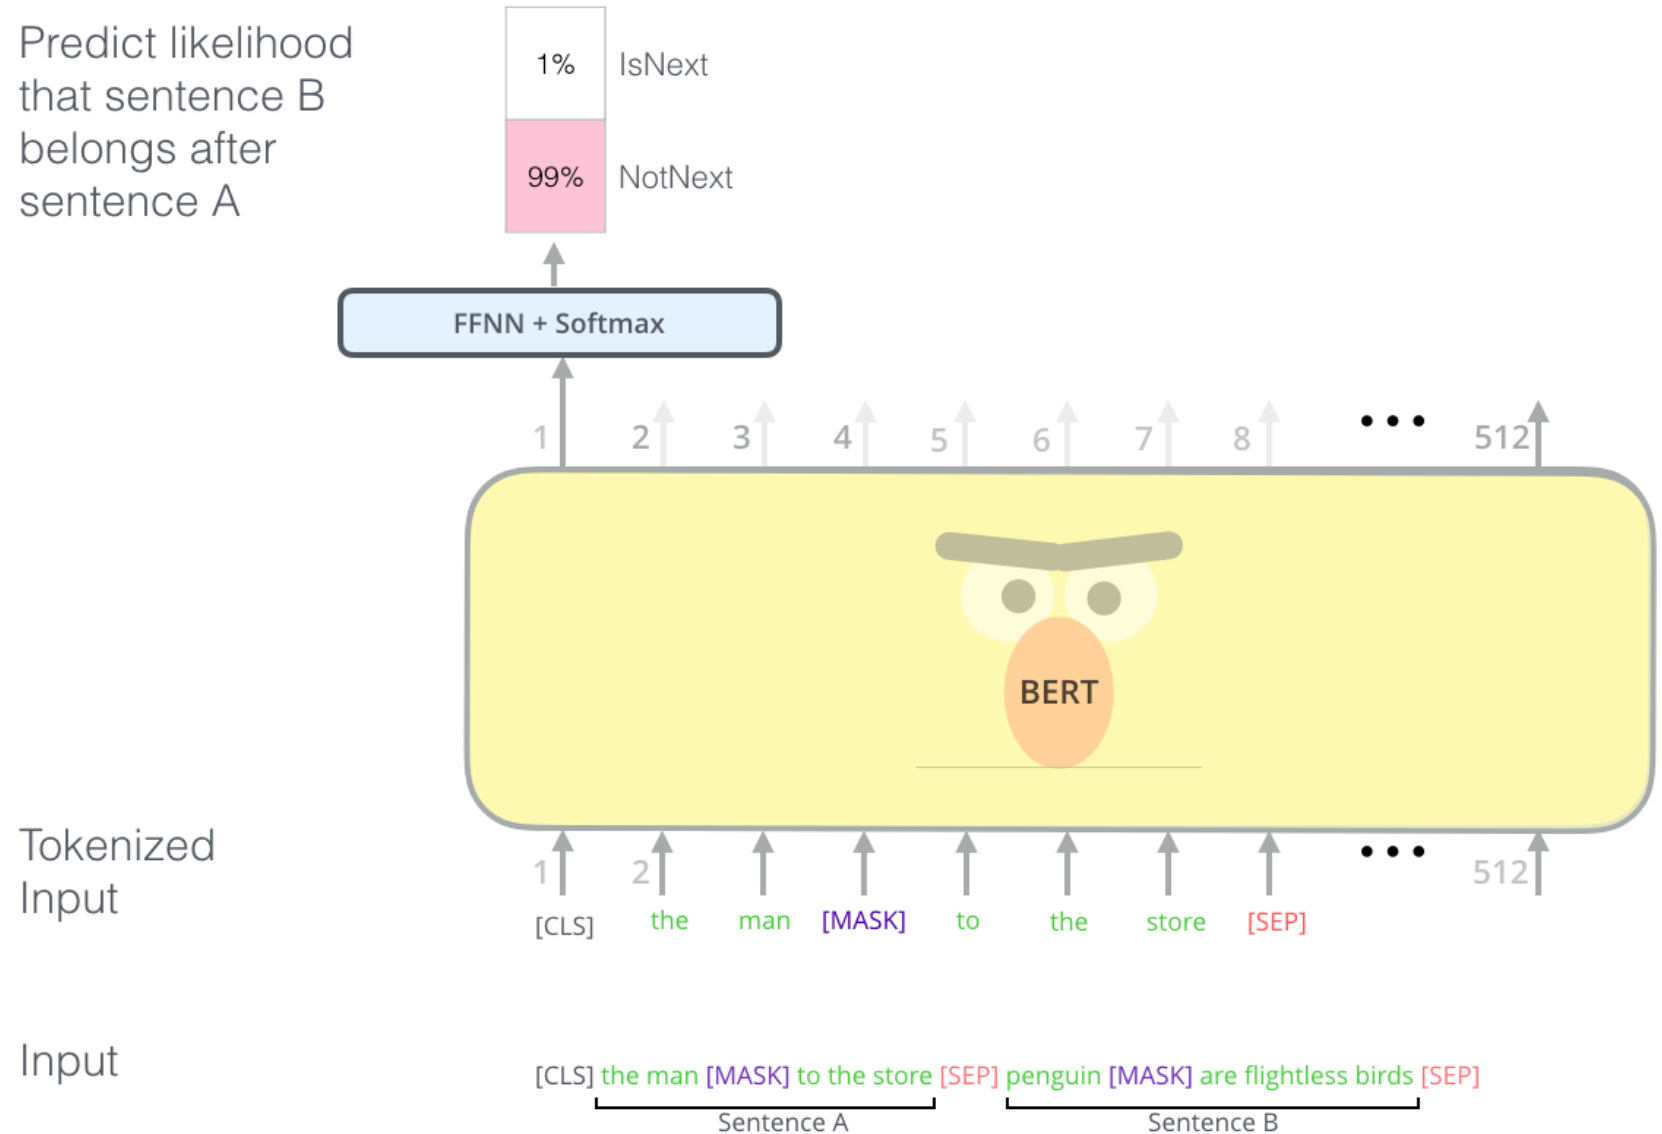 Predict likelihood
that sentence B
belongs after
sentence A
1% IsNext
99% NotNext
FFNN + Softmax
1 2 3 4 5 6 7 8 ••• 512
BERT
Tokenized
Input
1 2 ••• 512
[CLS] the man [MASK] to the store [SEP]
Input
[CLS] the man [MASK] to the store [SEP] penguin [MASK] are flightless birds [SEP]
Sentence A Sentence B